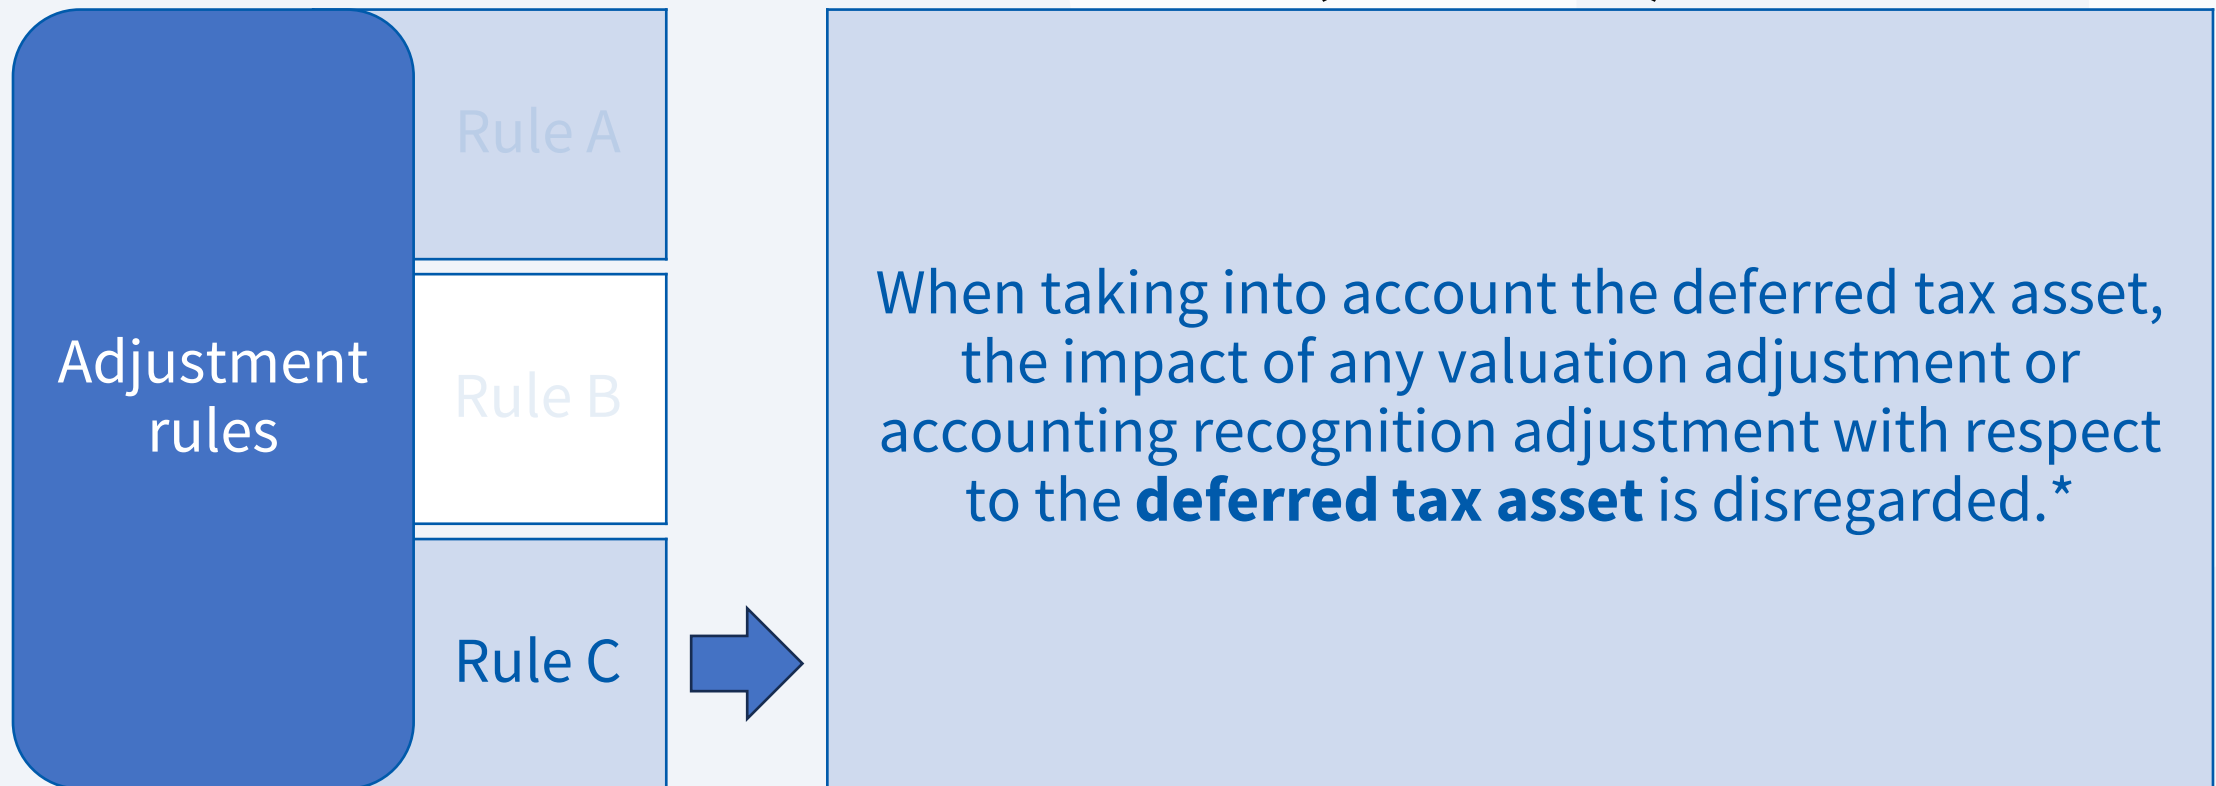 Adjustment
rules
Rule A
Rule B
Rule C
When taking into account the deferred tax asset,
the impact of any valuation adjustment or
accounting recognition adjustment with respect
to the deferred tax asset is disregarded.*